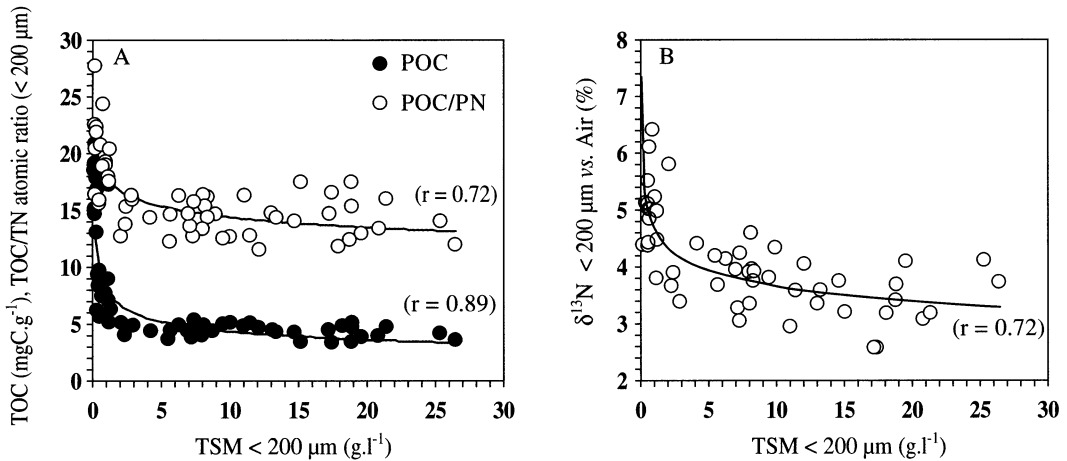 TOC (mgC.g⁻¹), TOC/TN atomic ratio (< 200 µm)
30
25
20
15
10
5
0
A
POC
POC/PN
(r = 0.72)
(r = 0.89)
0 5 10 15 20 25 30
TSM < 200 µm (g.l⁻¹)
δ¹³N < 200 µm vs. Air (%)
8
7
6
5
4
3
2
B
(r = 0.72)
0 5 10 15 20 25 30
TSM < 200 µm (g.l⁻¹)